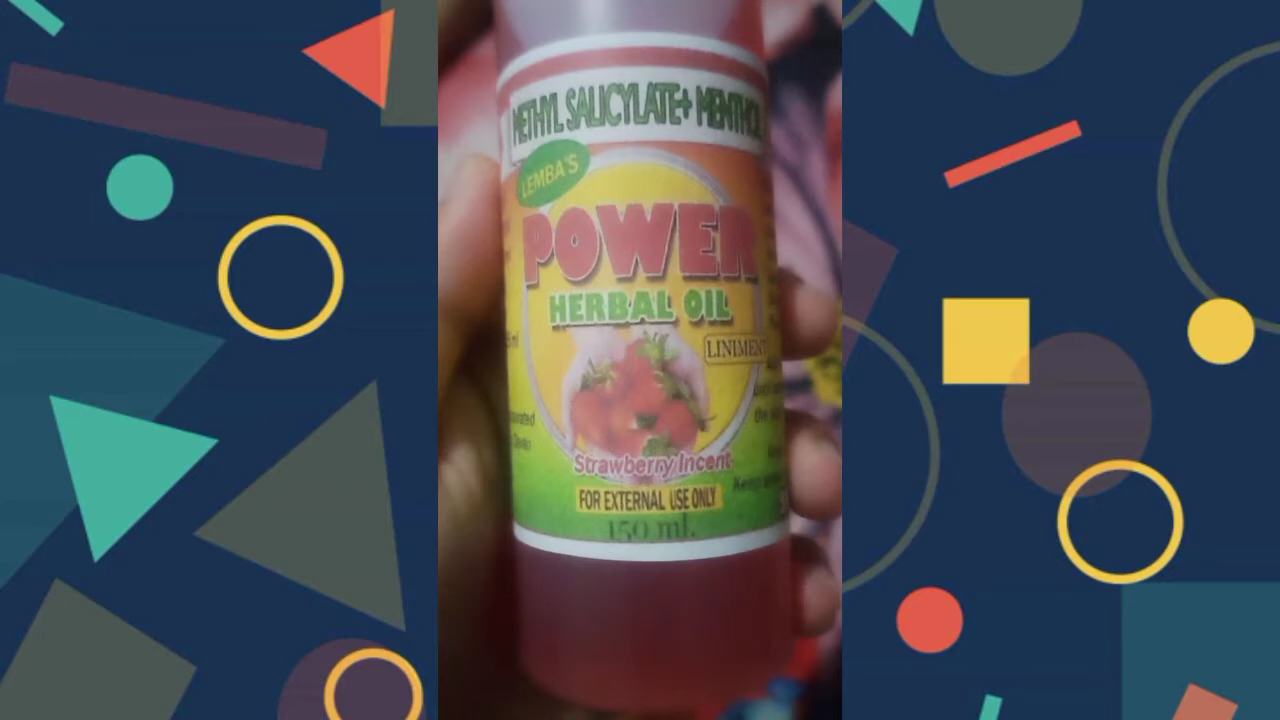 METHYL SALICYLATE+ MENTHOL
LEMBA'S
POWER
HERBAL OIL
LINIMENT
Strawberry Incent
FOR EXTERNAL USE ONLY
150 ml.